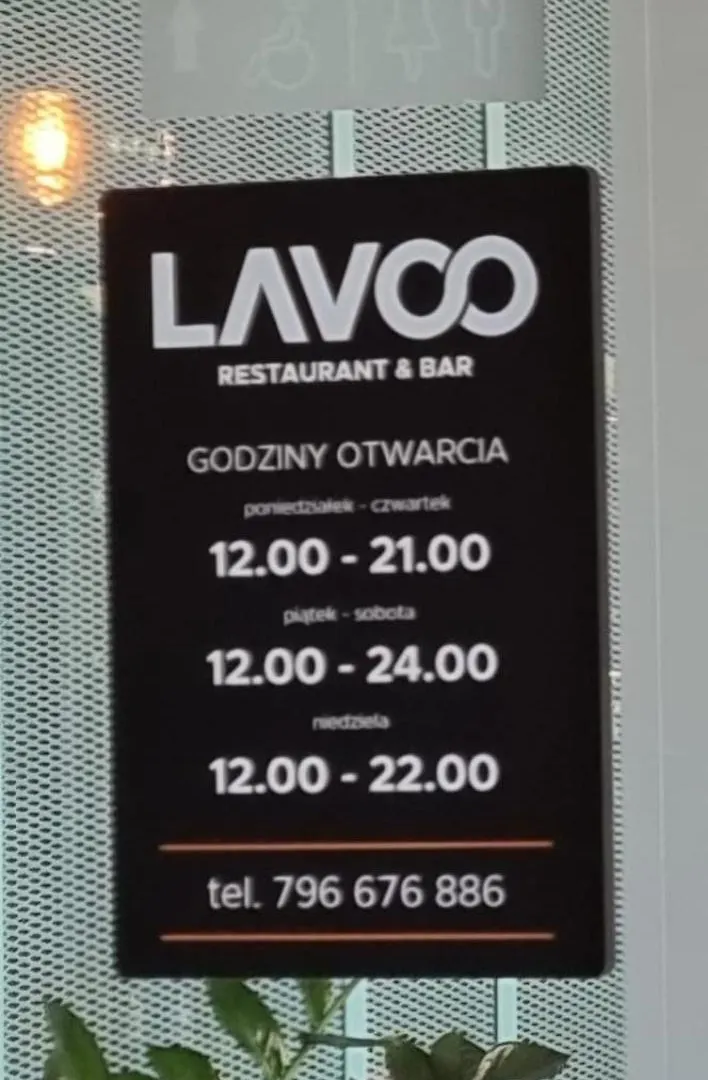 LAVOO
RESTAURANT & BAR
GODZINY OTWARCIA
poniedziałek - czwartek
12.00 - 21.00
piątek - sobota
12.00 - 24.00
niedziela
12.00 - 22.00
tel. 796 676 886